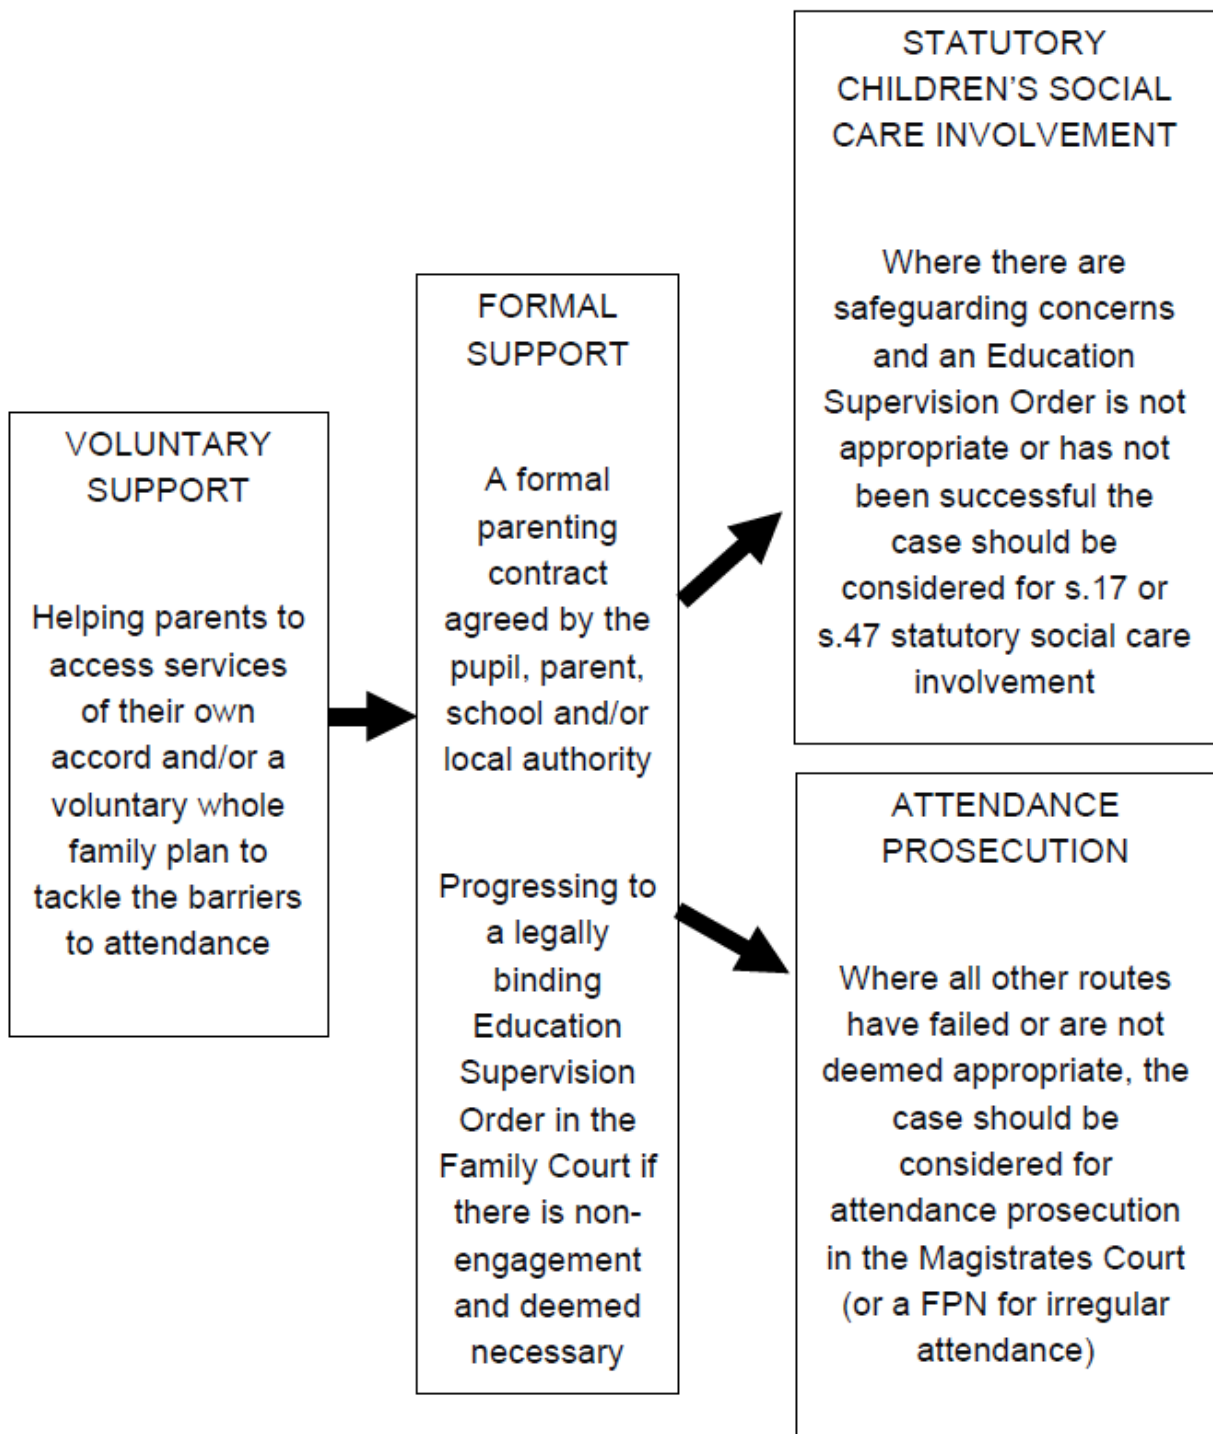 VOLUNTARY
SUPPORT
Helping parents to
access services
of their own
accord and/or a
voluntary whole
family plan to
tackle the barriers
to attendance
FORMAL
SUPPORT
A formal
parenting
contract
agreed by the
pupil, parent,
school and/or
local authority
Progressing to
a legally
binding
Education
Supervision
Order in the
Family Court if
there is non-
engagement
and deemed
necessary
STATUTORY
CHILDREN'S SOCIAL
CARE INVOLVEMENT
Where there are
safeguarding concerns
and an Education
Supervision Order is not
appropriate or has not
been successful the
case should be
considered for s.17 or
s.47 statutory social care
involvement
ATTENDANCE
PROSECUTION
Where all other routes
have failed or are not
deemed appropriate, the
case should be
considered for
attendance prosecution
in the Magistrates Court
(or a FPN for irregular
attendance)